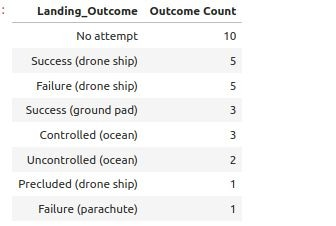 : Landing_Outcome Outcome Count
No attempt 10
Success (drone ship) 5
Failure (drone ship) 5
Success (ground pad) 3
Controlled (ocean) 3
Uncontrolled (ocean) 2
Precluded (drone ship) 1
Failure (parachute) 1